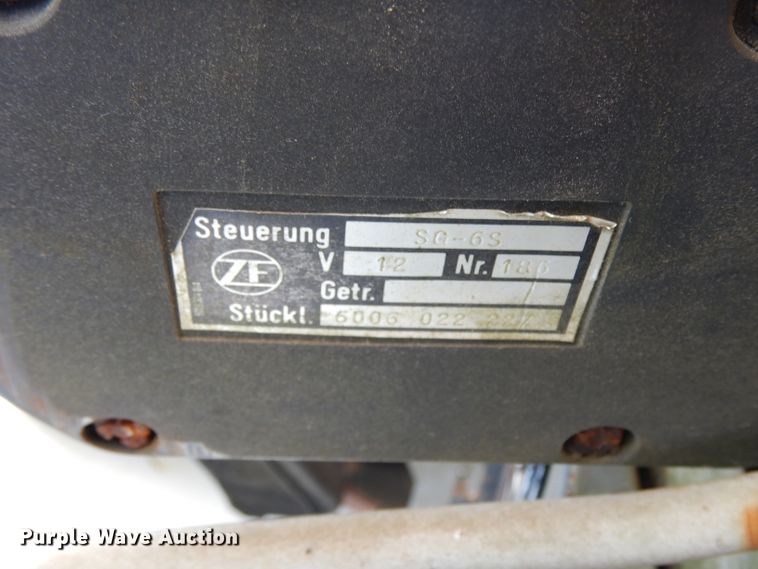 Steuerung SG-6S
ZF
V 12 Nr.
Getr.
Stückl. 6006 022
Purple Wave Auction